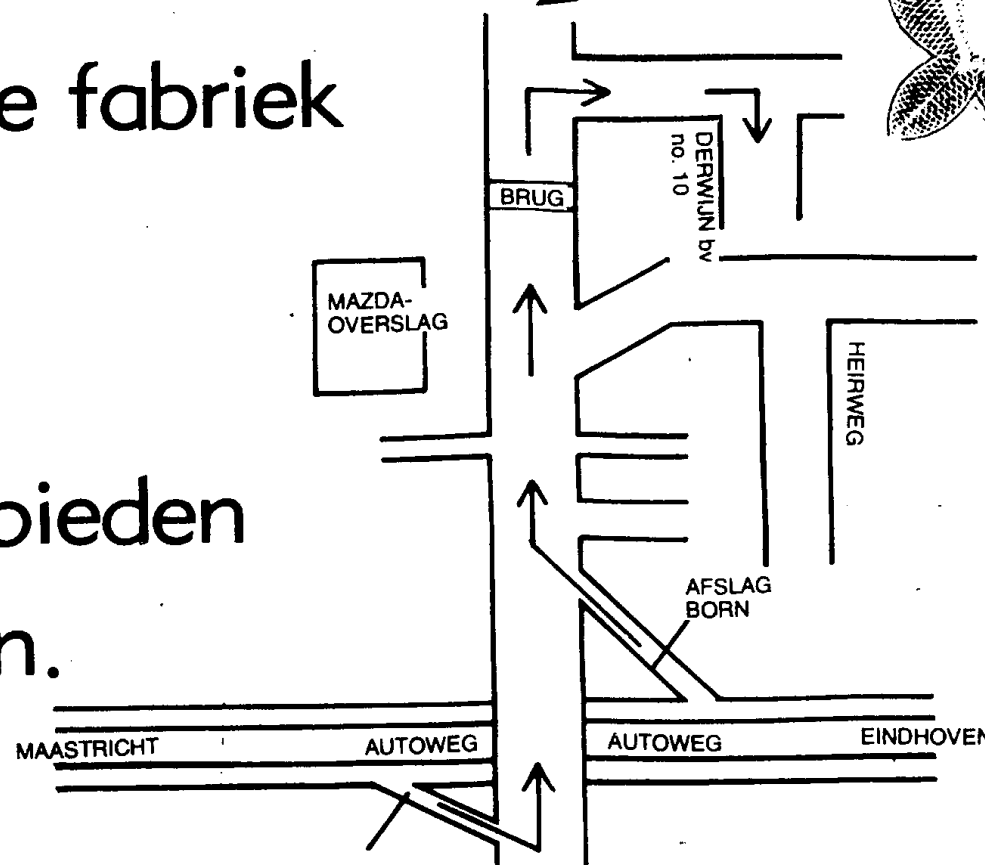 e fabriek
BRUG
DERWIJN bv
no. 10
MAZDA-
OVERSLAG
HEIRWEG
bieden
AFSLAG
BORN
n.
MAASTRICHT
AUTOWEG
AUTOWEG
EINDHOVEN